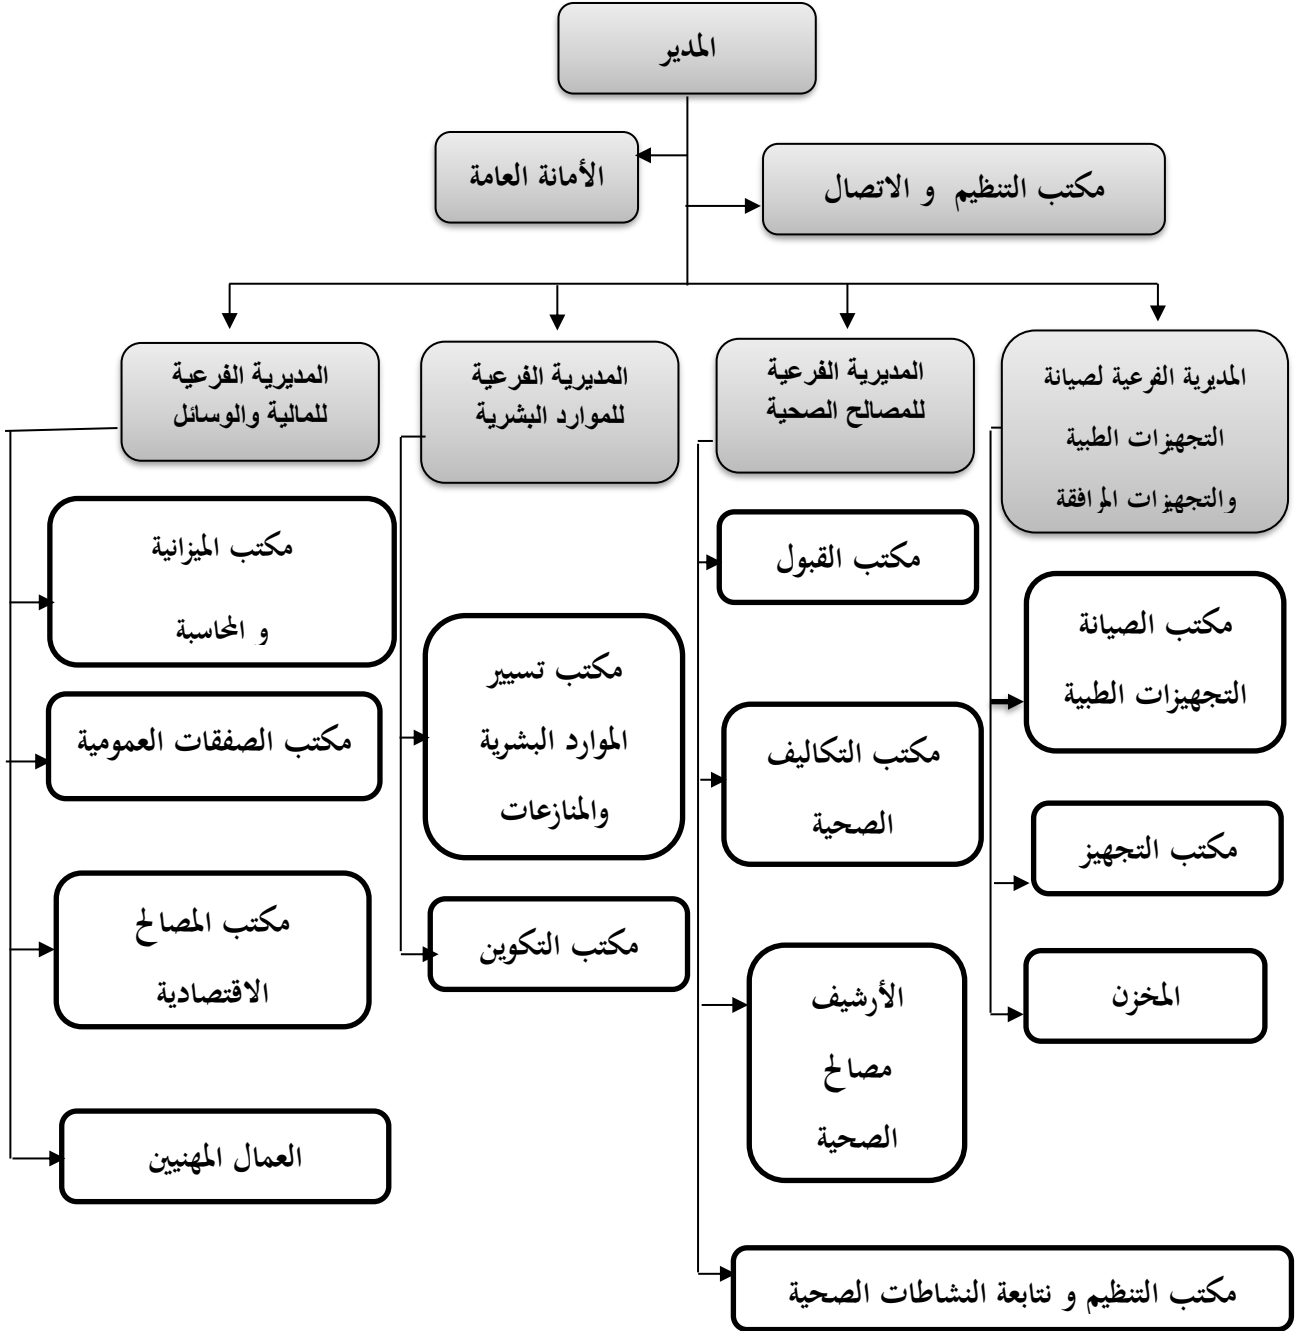 المدير
الأمانة العامة
مكتب التنظيم و الاتصال
المديرية الفرعية لصيانة
التجهيزات الطبية
والتجهيزات المرافقة
المديرية الفرعية
للمصالح الصحية
المديرية الفرعية
للموارد البشرية
المديرية الفرعية
للمالية والوسائل
مكتب الصيانة
التجهيزات الطبية
مكتب التجهيز
المخزن
مكتب القبول
مكتب التكاليف
الصحية
الأرشيف
مصالح
الصحية
مكتب التنظيم و نتابعة النشاطات الصحية
مكتب تسيير
الموارد البشرية
والمنازعات
مكتب التكوين
مكتب الميزانية
و المحاسبة
مكتب الصفقات العمومية
مكتب المصالح
الاقتصادية
العمال المهنيين